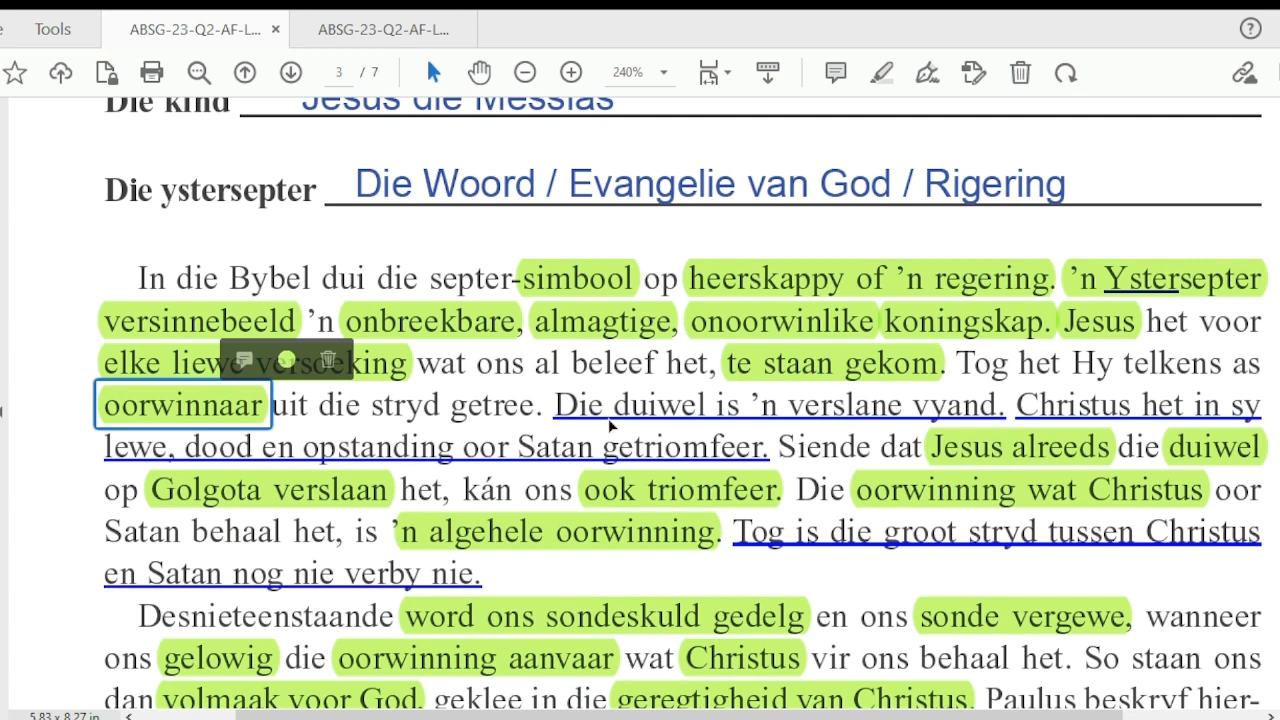 e Tools ABSG-23-Q2-AF-L... × ABSG-23-Q2-AF-L...
3 / 7 240%
Die kind Jesus die Messias
Die ystersepter Die Woord / Evangelie van God / Rigering
In die Bybel dui die septer-simbool op heerskappy of ’n regering. ’n Ystersepter
versinnebeeld ’n onbreekbare, almagtige, onoorwinlike koningskap. Jesus het voor
elke liewe versoeking wat ons al beleef het, te staan gekom. Tog het Hy telkens as
oorwinnaar uit die stryd getree. Die duiwel is ’n verslane vyand. Christus het in sy
lewe, dood en opstanding oor Satan getriomfeer. Siende dat Jesus alreeds die duiwel
op Golgota verslaan het, kán ons ook triomfeer. Die oorwinning wat Christus oor
Satan behaal het, is ’n algehele oorwinning. Tog is die groot stryd tussen Christus
en Satan nog nie verby nie.
Desnieteenstaande word ons sondeskuld gedelg en ons sonde vergewe, wanneer
ons gelowig die oorwinning aanvaar wat Christus vir ons behaal het. So staan ons
dan volmaak voor God, geklee in die geregtigheid van Christus. Paulus beskryf hier-
5,83 x 8,27 in